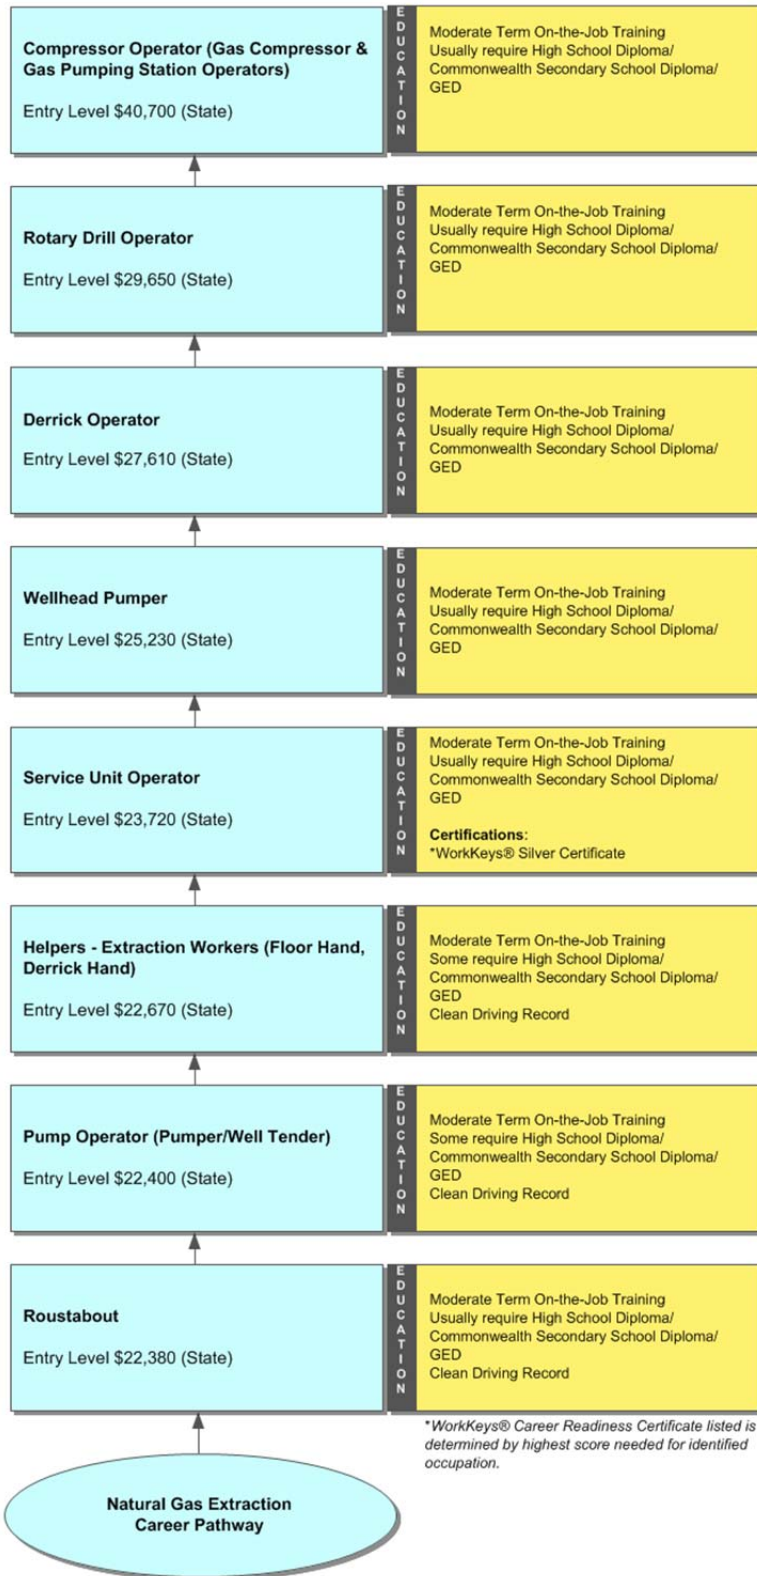 Compressor Operator (Gas Compressor &
Gas Pumping Station Operators)
Entry Level $40,700 (State)
EDUCATION
Moderate Term On-the-Job Training
Usually require High School Diploma/
Commonwealth Secondary School Diploma/
GED
Rotary Drill Operator
Entry Level $29,650 (State)
EDUCATION
Moderate Term On-the-Job Training
Usually require High School Diploma/
Commonwealth Secondary School Diploma/
GED
Derrick Operator
Entry Level $27,610 (State)
EDUCATION
Moderate Term On-the-Job Training
Usually require High School Diploma/
Commonwealth Secondary School Diploma/
GED
Wellhead Pumper
Entry Level $25,230 (State)
EDUCATION
Moderate Term On-the-Job Training
Usually require High School Diploma/
Commonwealth Secondary School Diploma/
GED
Service Unit Operator
Entry Level $23,720 (State)
EDUCATION
Moderate Term On-the-Job Training
Usually require High School Diploma/
Commonwealth Secondary School Diploma/
GED
Certifications:
*WorkKeys® Silver Certificate
Helpers - Extraction Workers (Floor Hand,
Derrick Hand)
Entry Level $22,670 (State)
EDUCATION
Moderate Term On-the-Job Training
Some require High School Diploma/
Commonwealth Secondary School Diploma/
GED
Clean Driving Record
Pump Operator (Pumper/Well Tender)
Entry Level $22,400 (State)
EDUCATION
Moderate Term On-the-Job Training
Some require High School Diploma/
Commonwealth Secondary School Diploma/
GED
Clean Driving Record
Roustabout
Entry Level $22,380 (State)
EDUCATION
Moderate Term On-the-Job Training
Usually require High School Diploma/
Commonwealth Secondary School Diploma/
GED
Clean Driving Record
*WorkKeys® Career Readiness Certificate listed is
determined by highest score needed for identified
occupation.
Natural Gas Extraction
Career Pathway